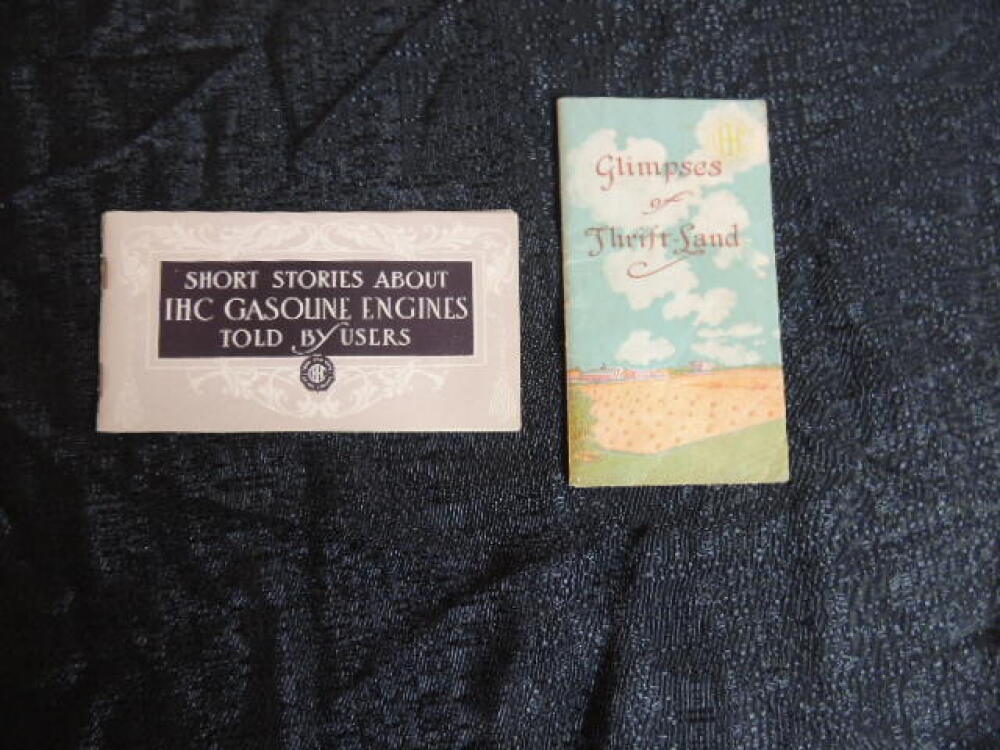 SHORT STORIES ABOUT
IHC GASOLINE ENGINES
TOLD BY USERS
IHC
Glimpses
of
Thrift-Land
IHC